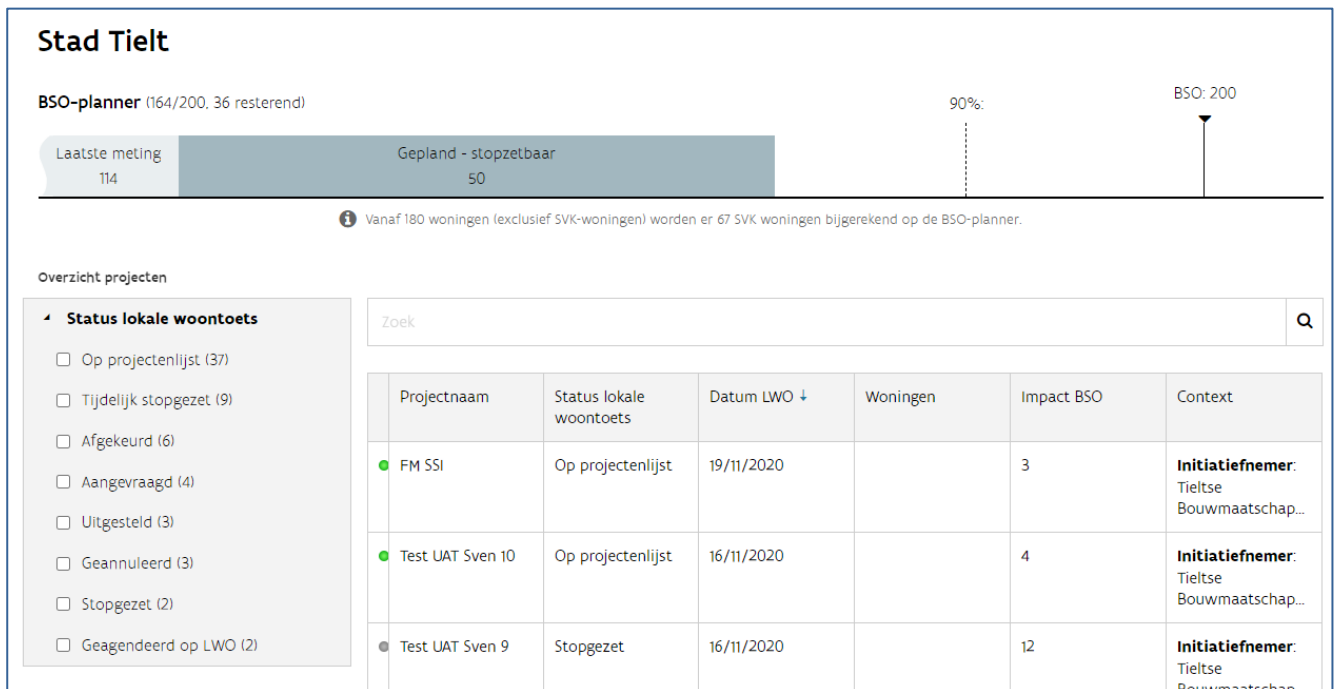 Stad Tielt
BSO-planner (164/200, 36 resterend)
90%:
BSO: 200
Laatste meting
114
Gepland - stopzetbaar
50
Vanaf 180 woningen (exclusief SVK-woningen) worden er 67 SVK woningen bijgerekend op de BSO-planner.
Overzicht projecten
Status lokale woontoets
Op projectenlijst (37)
Tijdelijk stopgezet (9)
Afgekeurd (6)
Aangevraagd (4)
Uitgesteld (3)
Geannuleerd (3)
Stopgezet (2)
Geagendeerd op LWO (2)
Zoek
Projectnaam
Status lokale
woontoets
Datum LWO ↓
Woningen
Impact BSO
Context
FM SSI
Op projectenlijst
19/11/2020
3
Initiatiefnemer:
Tieltse
Bouwmaatschap...
Test UAT Sven 10
Op projectenlijst
16/11/2020
4
Initiatiefnemer:
Tieltse
Bouwmaatschap...
Test UAT Sven 9
Stopgezet
16/11/2020
12
Initiatiefnemer:
Tieltse